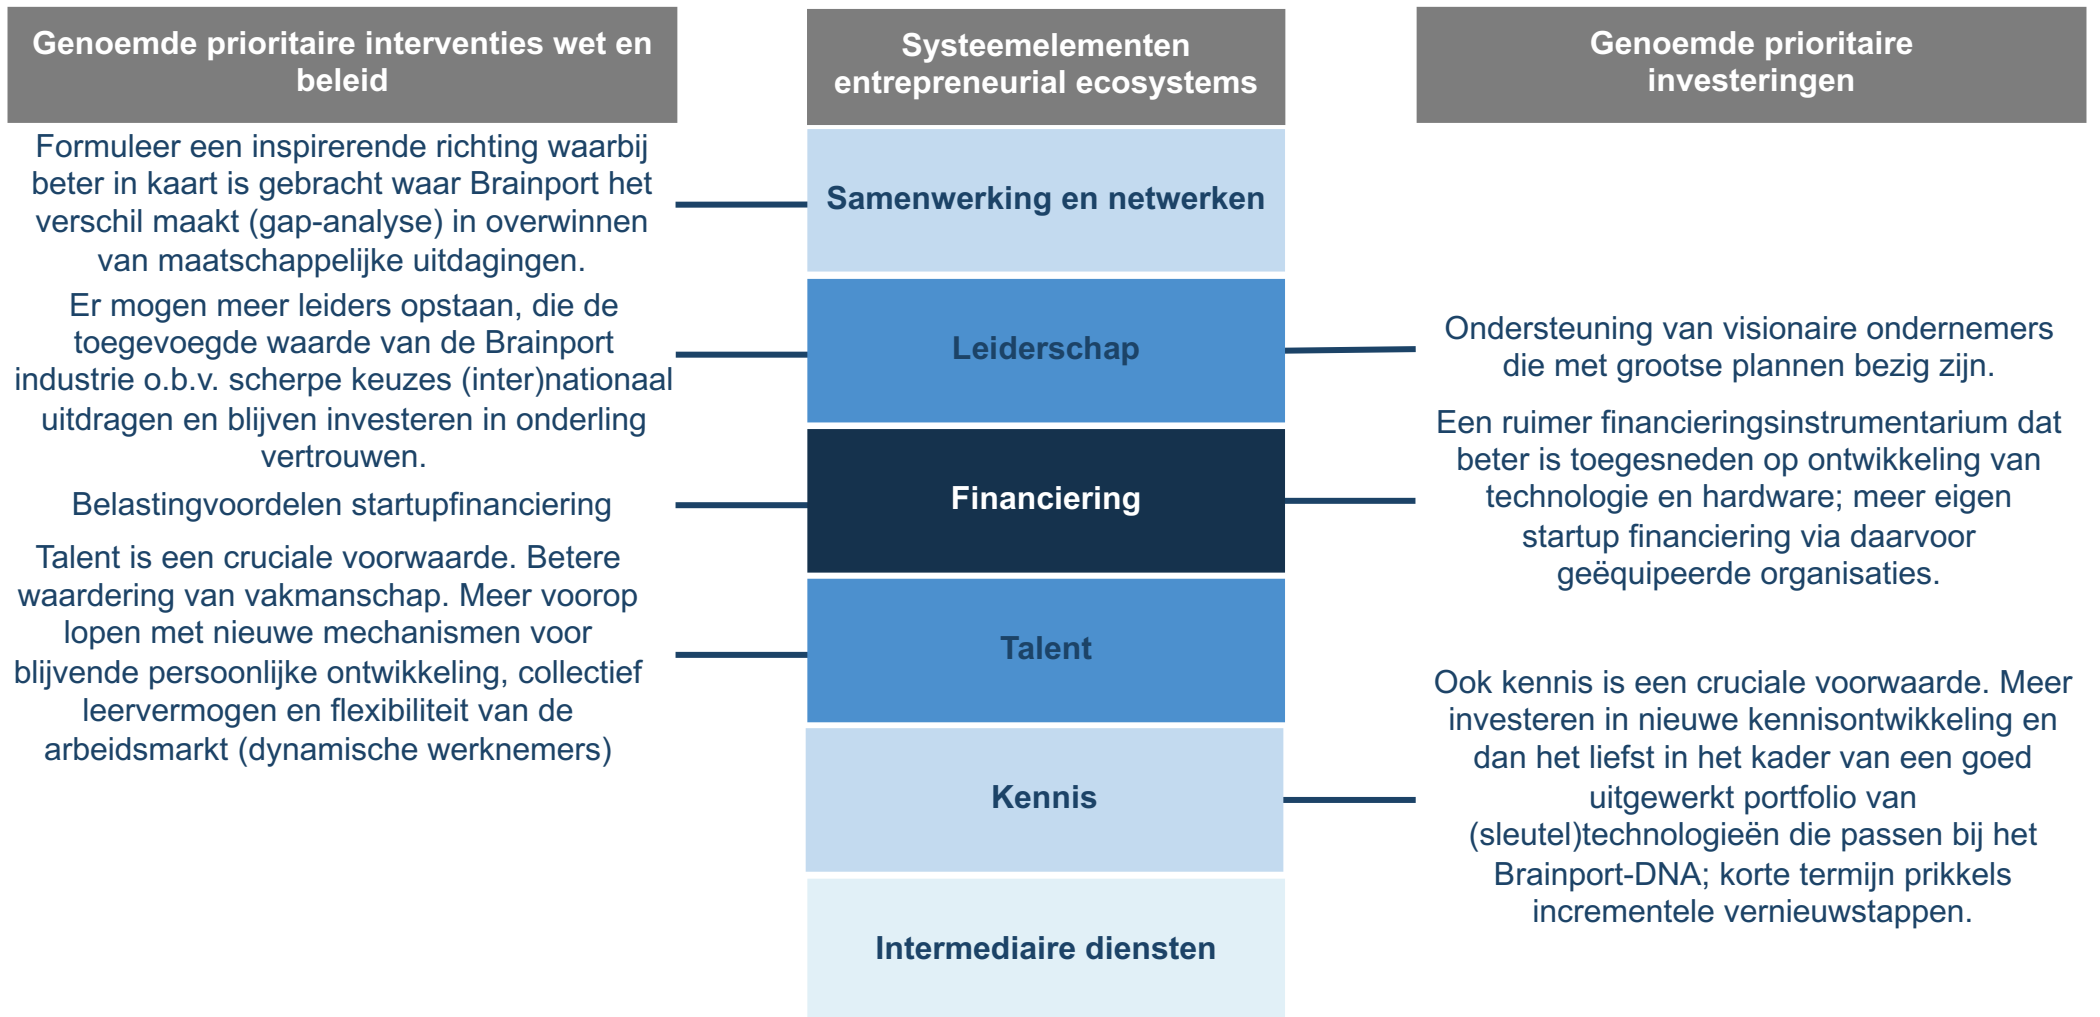 Genoemde prioritaire interventies wet en
beleid
Formuleer een inspirerende richting waarbij
beter in kaart is gebracht waar Brainport het
verschil maakt (gap-analyse) in overwinnen
van maatschappelijke uitdagingen.
Er mogen meer leiders opstaan, die de
toegevoegde waarde van de Brainport
industrie o.b.v. scherpe keuzes (inter)nationaal
uitdragen en blijven investeren in onderling
vertrouwen.
Belastingvoordelen startupfinanciering
Talent is een cruciale voorwaarde. Betere
waardering van vakmanschap. Meer voorop
lopen met nieuwe mechanismen voor
blijvende persoonlijke ontwikkeling, collectief
leervermogen en flexibiliteit van de
arbeidsmarkt (dynamische werknemers)
Systeemelementen
entrepreneurial ecosystems
Samenwerking en netwerken
Leiderschap
Financiering
Talent
Kennis
Intermediaire diensten
Genoemde prioritaire
investeringen
Ondersteuning van visionaire ondernemers
die met grootse plannen bezig zijn.
Een ruimer financieringsinstrumentarium dat
beter is toegesneden op ontwikkeling van
technologie en hardware; meer eigen
startup financiering via daarvoor
geëquipeerde organisaties.
Ook kennis is een cruciale voorwaarde. Meer
investeren in nieuwe kennisontwikkeling en
dan het liefst in het kader van een goed
uitgewerkt portfolio van
(sleutel)technologieën die passen bij het
Brainport-DNA; korte termijn prikkels
incrementele vernieuwstappen.